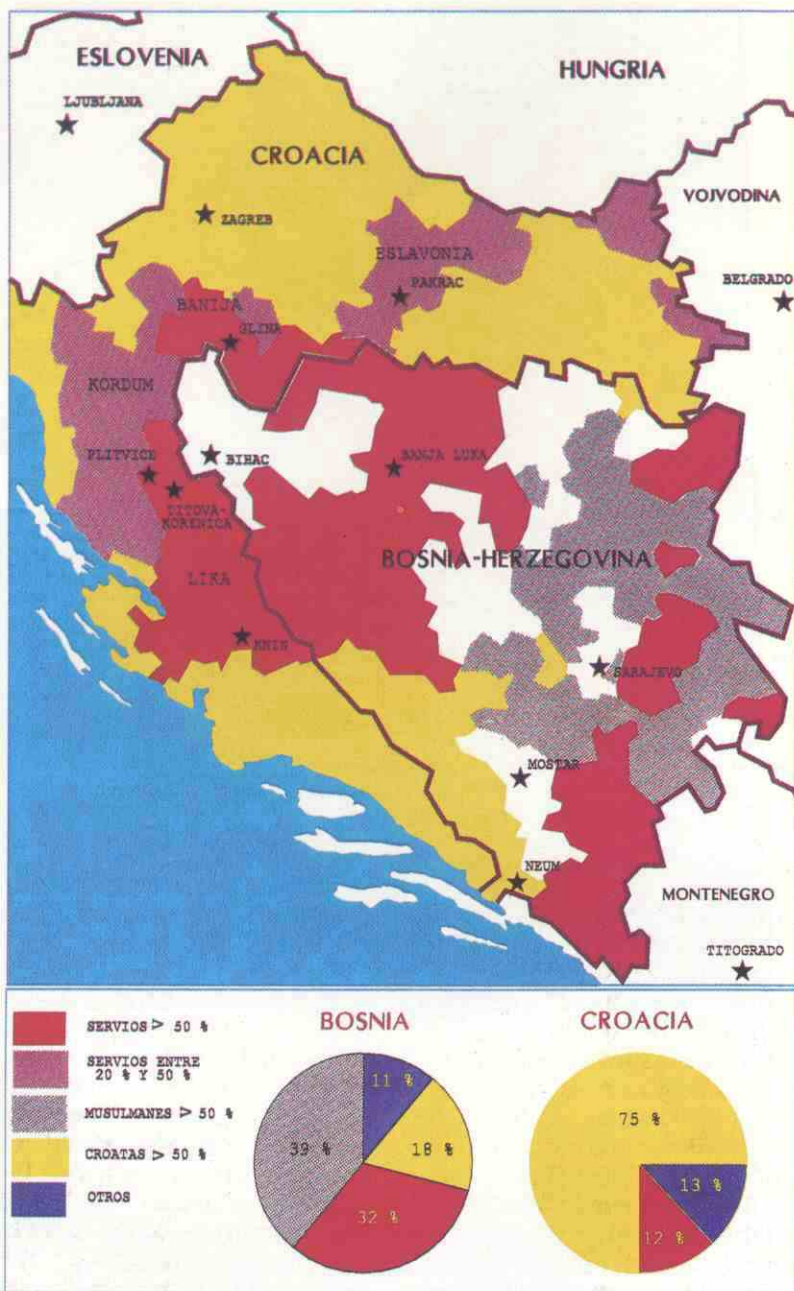 ESLOVENIA
HUNGRIA
LJUBLJANA
CROACIA
VOJVODINA
ZAGREB
ESLAVONIA
PAKRAC
BELGRADO
BANIJA
GLINA
KORDUM
PLITVICE
BIHAC
BANJA LUKA
TITOVA-
KORENICA
BOSNIA-HERZEGOVINA
LIKA
KNIN
SARAJEVO
MOSTAR
NEUM
MONTENEGRO
TITOGRADO
SERVIOS > 50 %
SERVIOS ENTRE
20 % Y 50 %
MUSULMANES > 50 %
CROATAS > 50 %
OTROS
BOSNIA
11 %
39 %
18 %
32 %
CROACIA
75 %
13 %
12 %